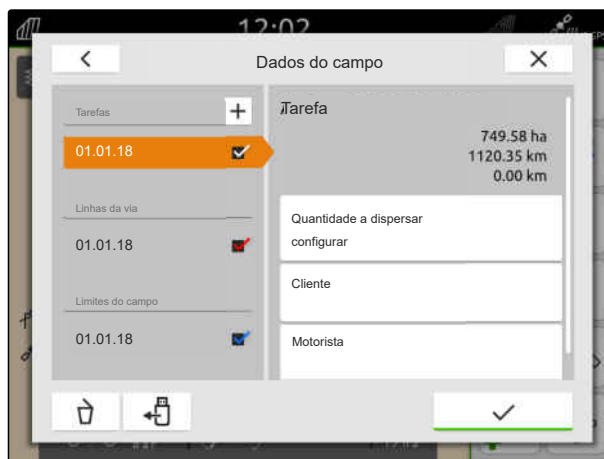 12:02
Dados do campo
Tarefas
01.01.18
Linhas da via
01.01.18
Limites do campo
01.01.18
Tarefa
749.58 ha
1120.35 km
0.00 km
Quantidade a dispersar
configurar
Cliente
Motorista